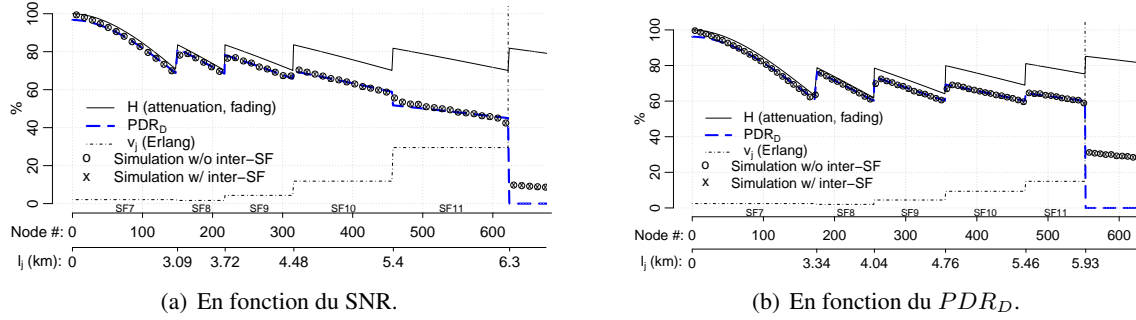 0 20 40 60 80 100
%
H (attenuation, fading)
PDR_D
v_j (Erlang)
o Simulation w/o inter−SF
x Simulation w/ inter−SF
SF7 SF8 SF9 SF10 SF11
Node #: 0 100 200 300 400 500 600
l_j (km): 0 3.09 3.72 4.48 5.4 6.3
(a) En fonction du SNR.
0 20 40 60 80 100
%
H (attenuation, fading)
PDR_D
v_j (Erlang)
o Simulation w/o inter−SF
x Simulation w/ inter−SF
SF7 SF8 SF9 SF10 SF11
Node #: 0 100 200 300 400 500 600
l_j (km): 0 3.34 4.04 4.76 5.46 5.93
(b) En fonction du PDR_D.